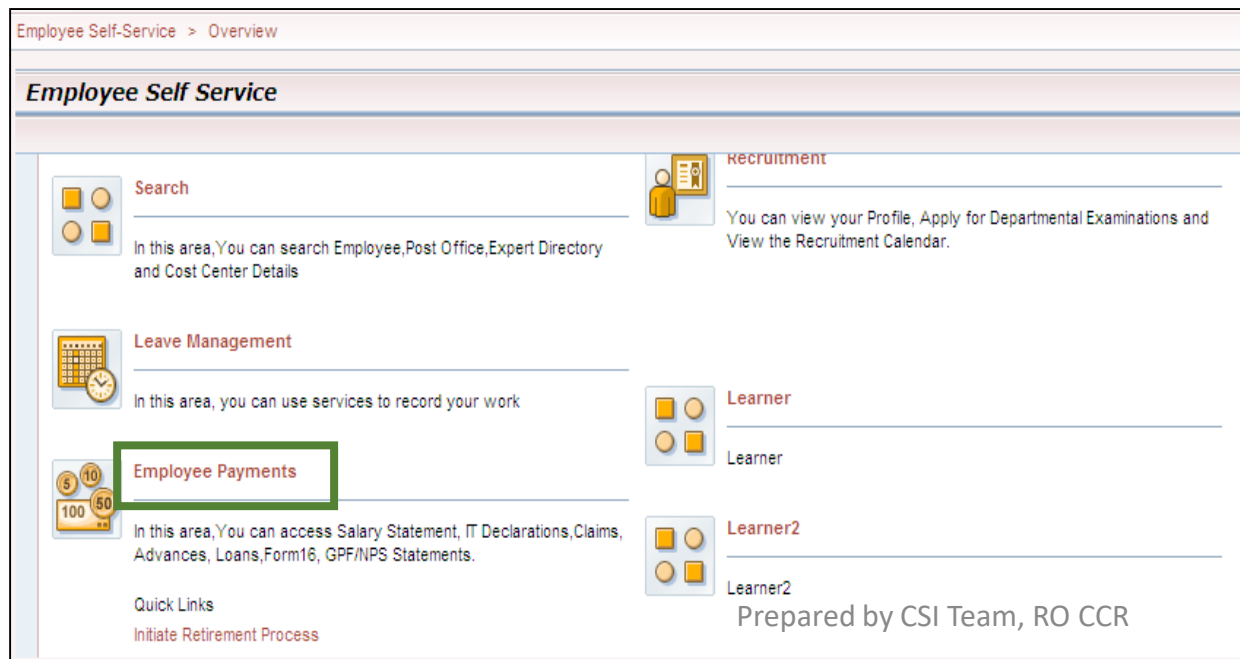 Employee Self-Service > Overview
Employee Self Service
Search
In this area,You can search Employee,Post Office,Expert Directory
and Cost Center Details
Leave Management
In this area, you can use services to record your work
5 10
100 50
Employee Payments
In this area,You can access Salary Statement, IT Declarations,Claims,
Advances, Loans,Form16, GPF/NPS Statements.
Quick Links
Initiate Retirement Process
Recruitment
You can view your Profile, Apply for Departmental Examinations and
View the Recruitment Calendar.
Learner
Learner
Learner2
Learner2
Prepared by CSI Team, RO CCR